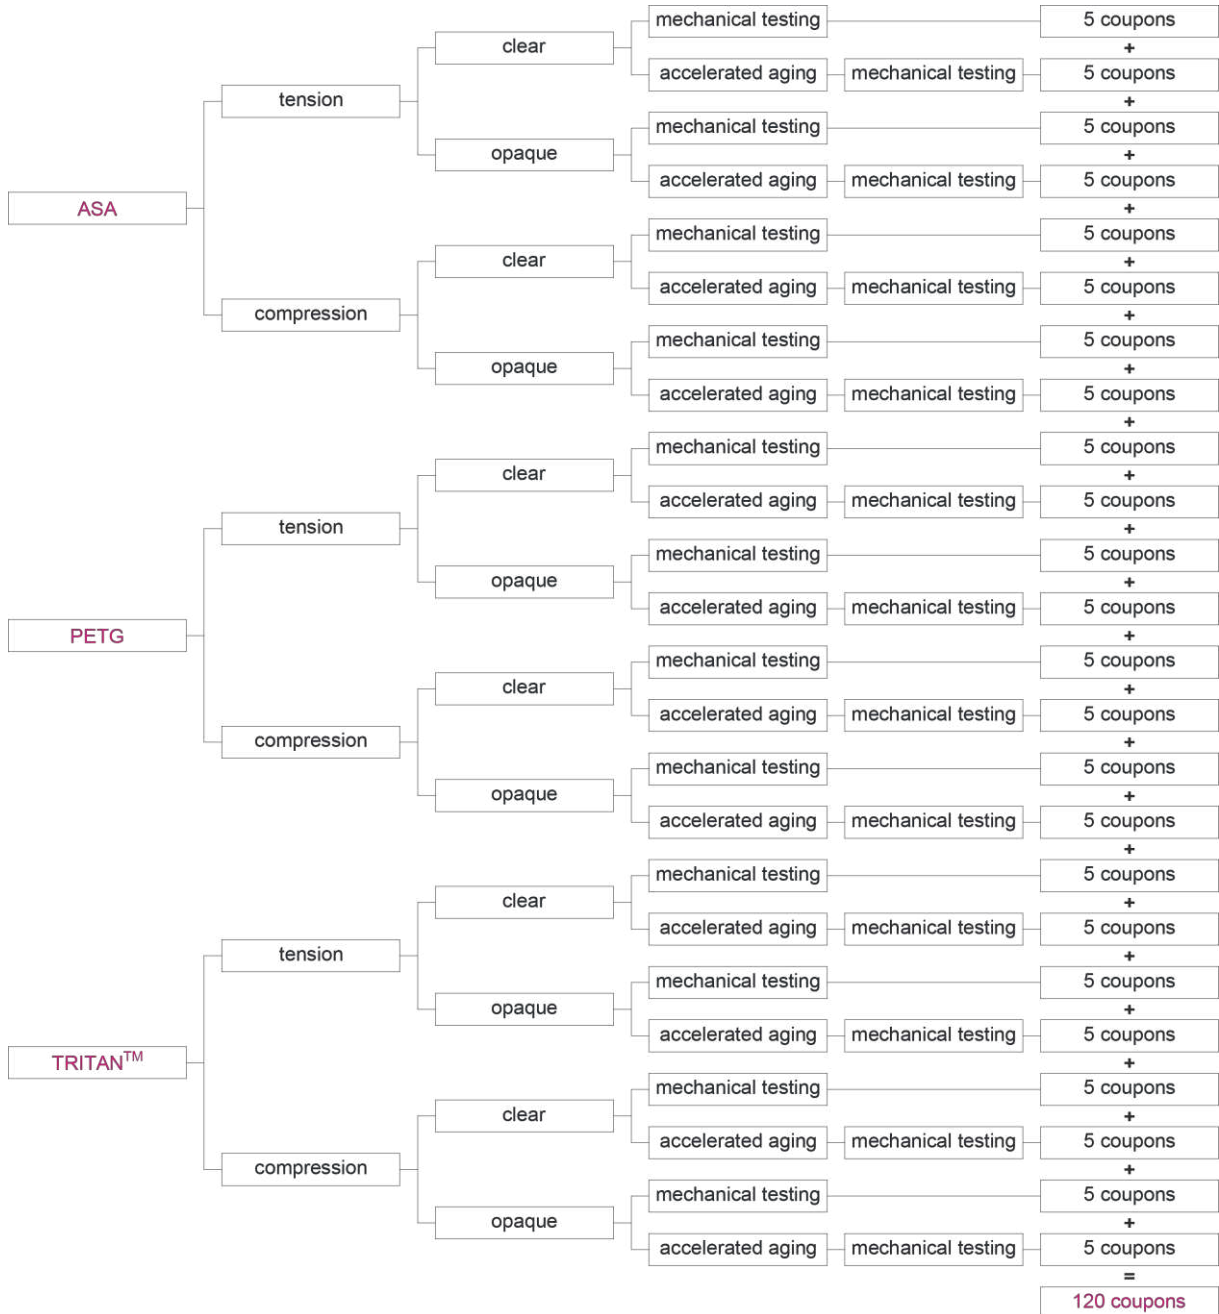 mechanical testing 5 coupons
clear +
accelerated aging mechanical testing 5 coupons
tension +
mechanical testing 5 coupons
opaque +
accelerated aging mechanical testing 5 coupons
ASA +
mechanical testing 5 coupons
clear +
accelerated aging mechanical testing 5 coupons
compression +
mechanical testing 5 coupons
opaque +
accelerated aging mechanical testing 5 coupons
+
mechanical testing 5 coupons
clear +
accelerated aging mechanical testing 5 coupons
tension +
mechanical testing 5 coupons
opaque +
accelerated aging mechanical testing 5 coupons
PETG +
mechanical testing 5 coupons
clear +
accelerated aging mechanical testing 5 coupons
compression +
mechanical testing 5 coupons
opaque +
accelerated aging mechanical testing 5 coupons
+
mechanical testing 5 coupons
clear +
accelerated aging mechanical testing 5 coupons
tension +
mechanical testing 5 coupons
opaque +
accelerated aging mechanical testing 5 coupons
TRITAN™ +
mechanical testing 5 coupons
clear +
accelerated aging mechanical testing 5 coupons
compression +
mechanical testing 5 coupons
opaque +
accelerated aging mechanical testing 5 coupons
=
120 coupons